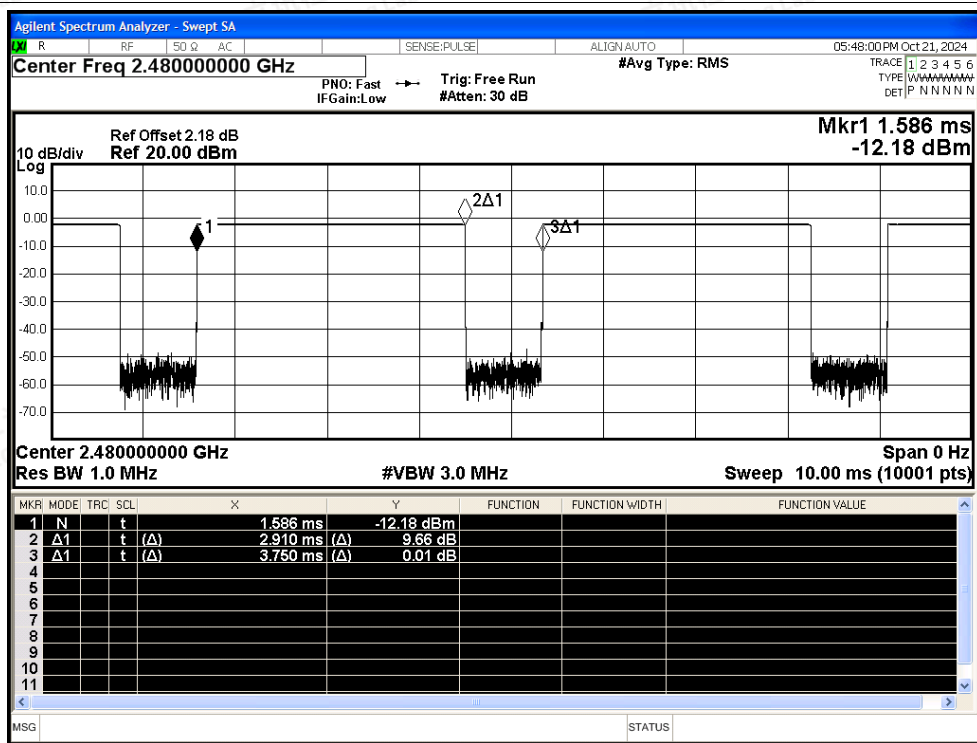 Agilent Spectrum Analyzer - Swept SA
LXI R RF 50 Ω AC SENSE:PULSE ALIGN AUTO 05:48:00 PM Oct 21, 2024
Center Freq 2.480000000 GHz #Avg Type: RMS TRACE 1 2 3 4 5 6
PNO: Fast Trig: Free Run TYPE WWWWWW
IFGain:Low #Atten: 30 dB DET P N N N N N
Mkr1 1.586 ms
Ref Offset 2.18 dB
10 dB/div Ref 20.00 dBm -12.18 dBm
Log
10.0
2Δ1
0.00
1 3Δ1
-10.0
-20.0
-30.0
-40.0
-50.0
-60.0
-70.0
Center 2.480000000 GHz Span 0 Hz
Res BW 1.0 MHz #VBW 3.0 MHz Sweep 10.00 ms (10001 pts)
MKR MODE TRC SCL X Y FUNCTION FUNCTION WIDTH FUNCTION VALUE
1 N t 1.586 ms -12.18 dBm
2 Δ1 t (Δ) 2.910 ms (Δ) 9.66 dB
3 Δ1 t (Δ) 3.750 ms (Δ) 0.01 dB
4
5
6
7
8
9
10
11
MSG STATUS